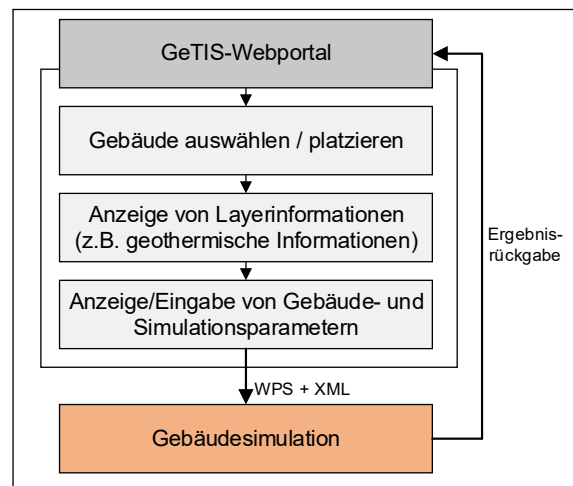 GeTIS-Webportal
Gebäude auswählen / platzieren
Anzeige von Layerinformationen
(z.B. geothermische Informationen)
Anzeige/Eingabe von Gebäude- und
Simulationsparametern
WPS + XML
Gebäudesimulation
Ergebnis-
rückgabe